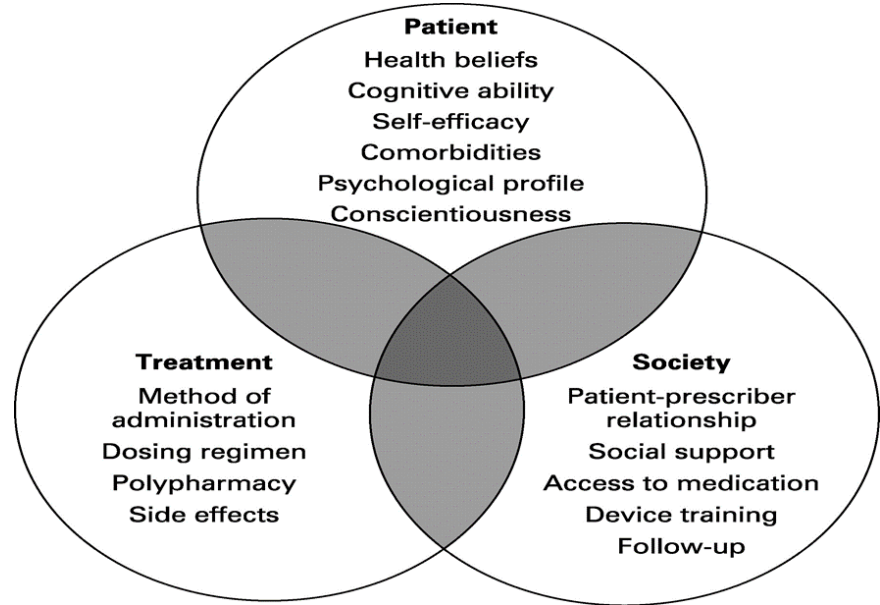 Patient
Health beliefs
Cognitive ability
Self-efficacy
Comorbidities
Psychological profile
Conscientiousness
Treatment
Method of
administration
Dosing regimen
Polypharmacy
Side effects
Society
Patient-prescriber
relationship
Social support
Access to medication
Device training
Follow-up